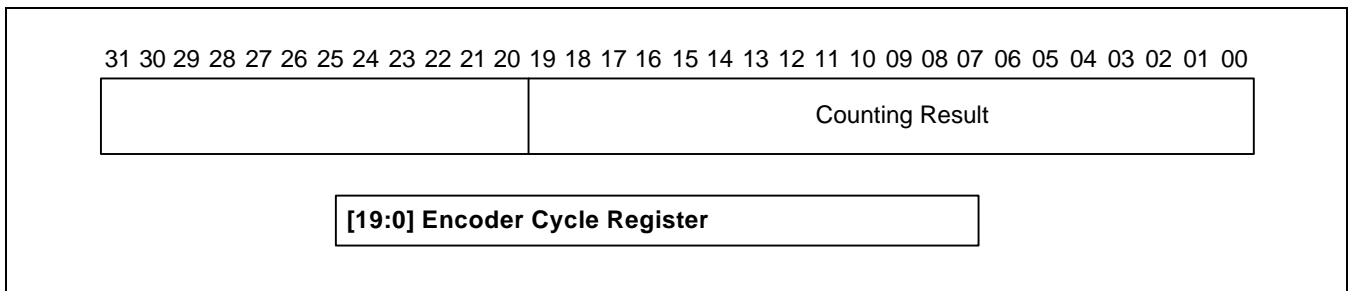 31 30 29 28 27 26 25 24 23 22 21 20 19 18 17 16 15 14 13 12 11 10 09 08 07 06 05 04 03 02 01 00
Counting Result
[19:0] Encoder Cycle Register